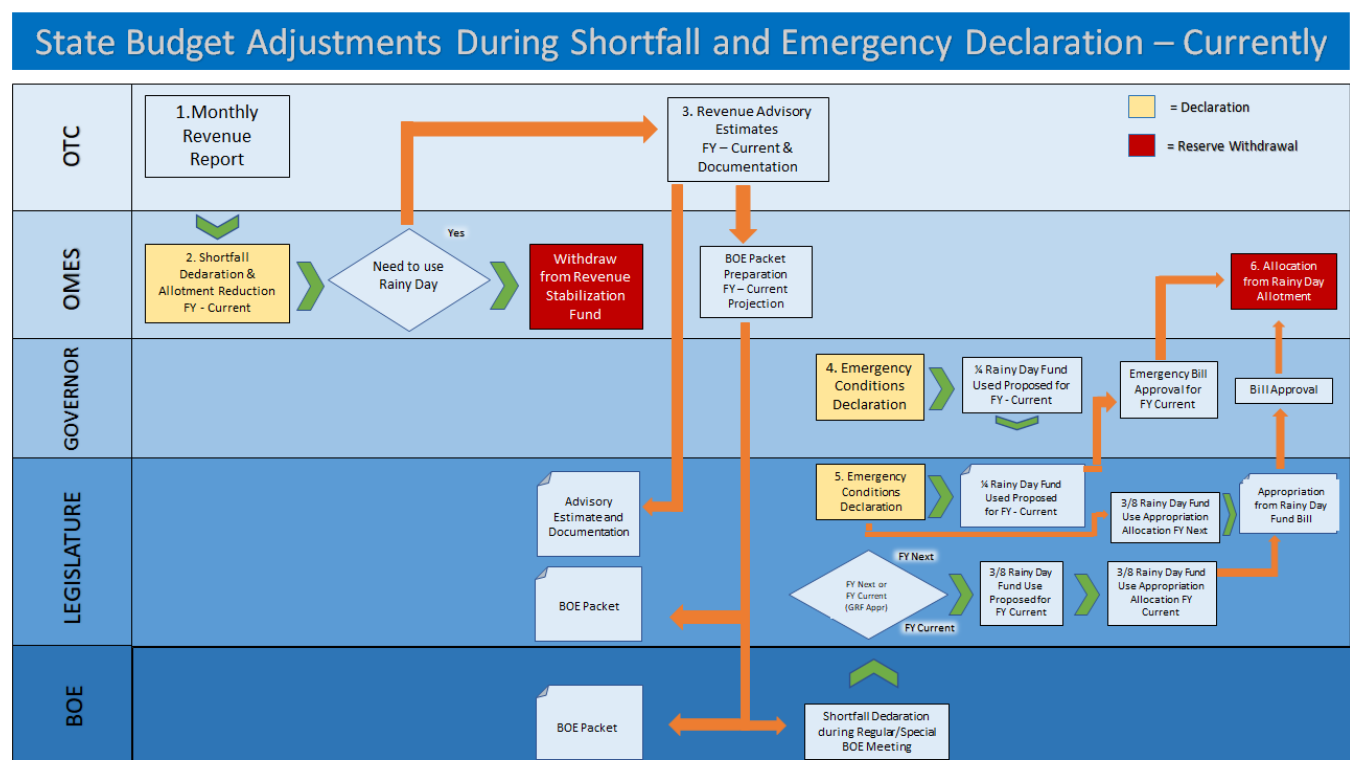 State Budget Adjustments During Shortfall and Emergency Declaration – Currently
OTC
1.Monthly
Revenue
Report
3. Revenue Advisory
Estimates
FY – Current &
Documentation
= Declaration
= Reserve Withdrawal
OMES
2. Shortfall
Dedaration &
Allotment Reduction
FY - Current
Need to use
Rainy Day
Yes
Withdraw
from Revenue
Stabilization
Fund
BOE Packet
Preparation
FY – Current
Projection
6. Allocation
from Rainy Day
Allotment
GOVERNOR
4. Emergency
Conditions
Declaration
¼ Rainy Day Fund
Used Proposed for
FY - Current
Emergency Bill
Approval for
FY Current
Bill Approval
LEGISLATURE
Advisory
Estimate and
Documentation
5. Emergency
Conditions
Declaration
¼ Rainy Day Fund
Used Proposed
for FY - Current
3/8 Rainy Day Fund
Use Appropriation
Allocation FY Next
Appropriation
from Rainy Day
Fund Bill
BOE Packet
FY Next
FY Next or
FY Current
(GRF Appr)
FY Current
3/8 Rainy Day
Fund Use
Proposed for
FY Current
3/8 Rainy Day Fund
Use Appropriation
Allocation FY
Current
BOE
BOE Packet
Shortfall Dedaration
during Regular/Special
BOE Meeting